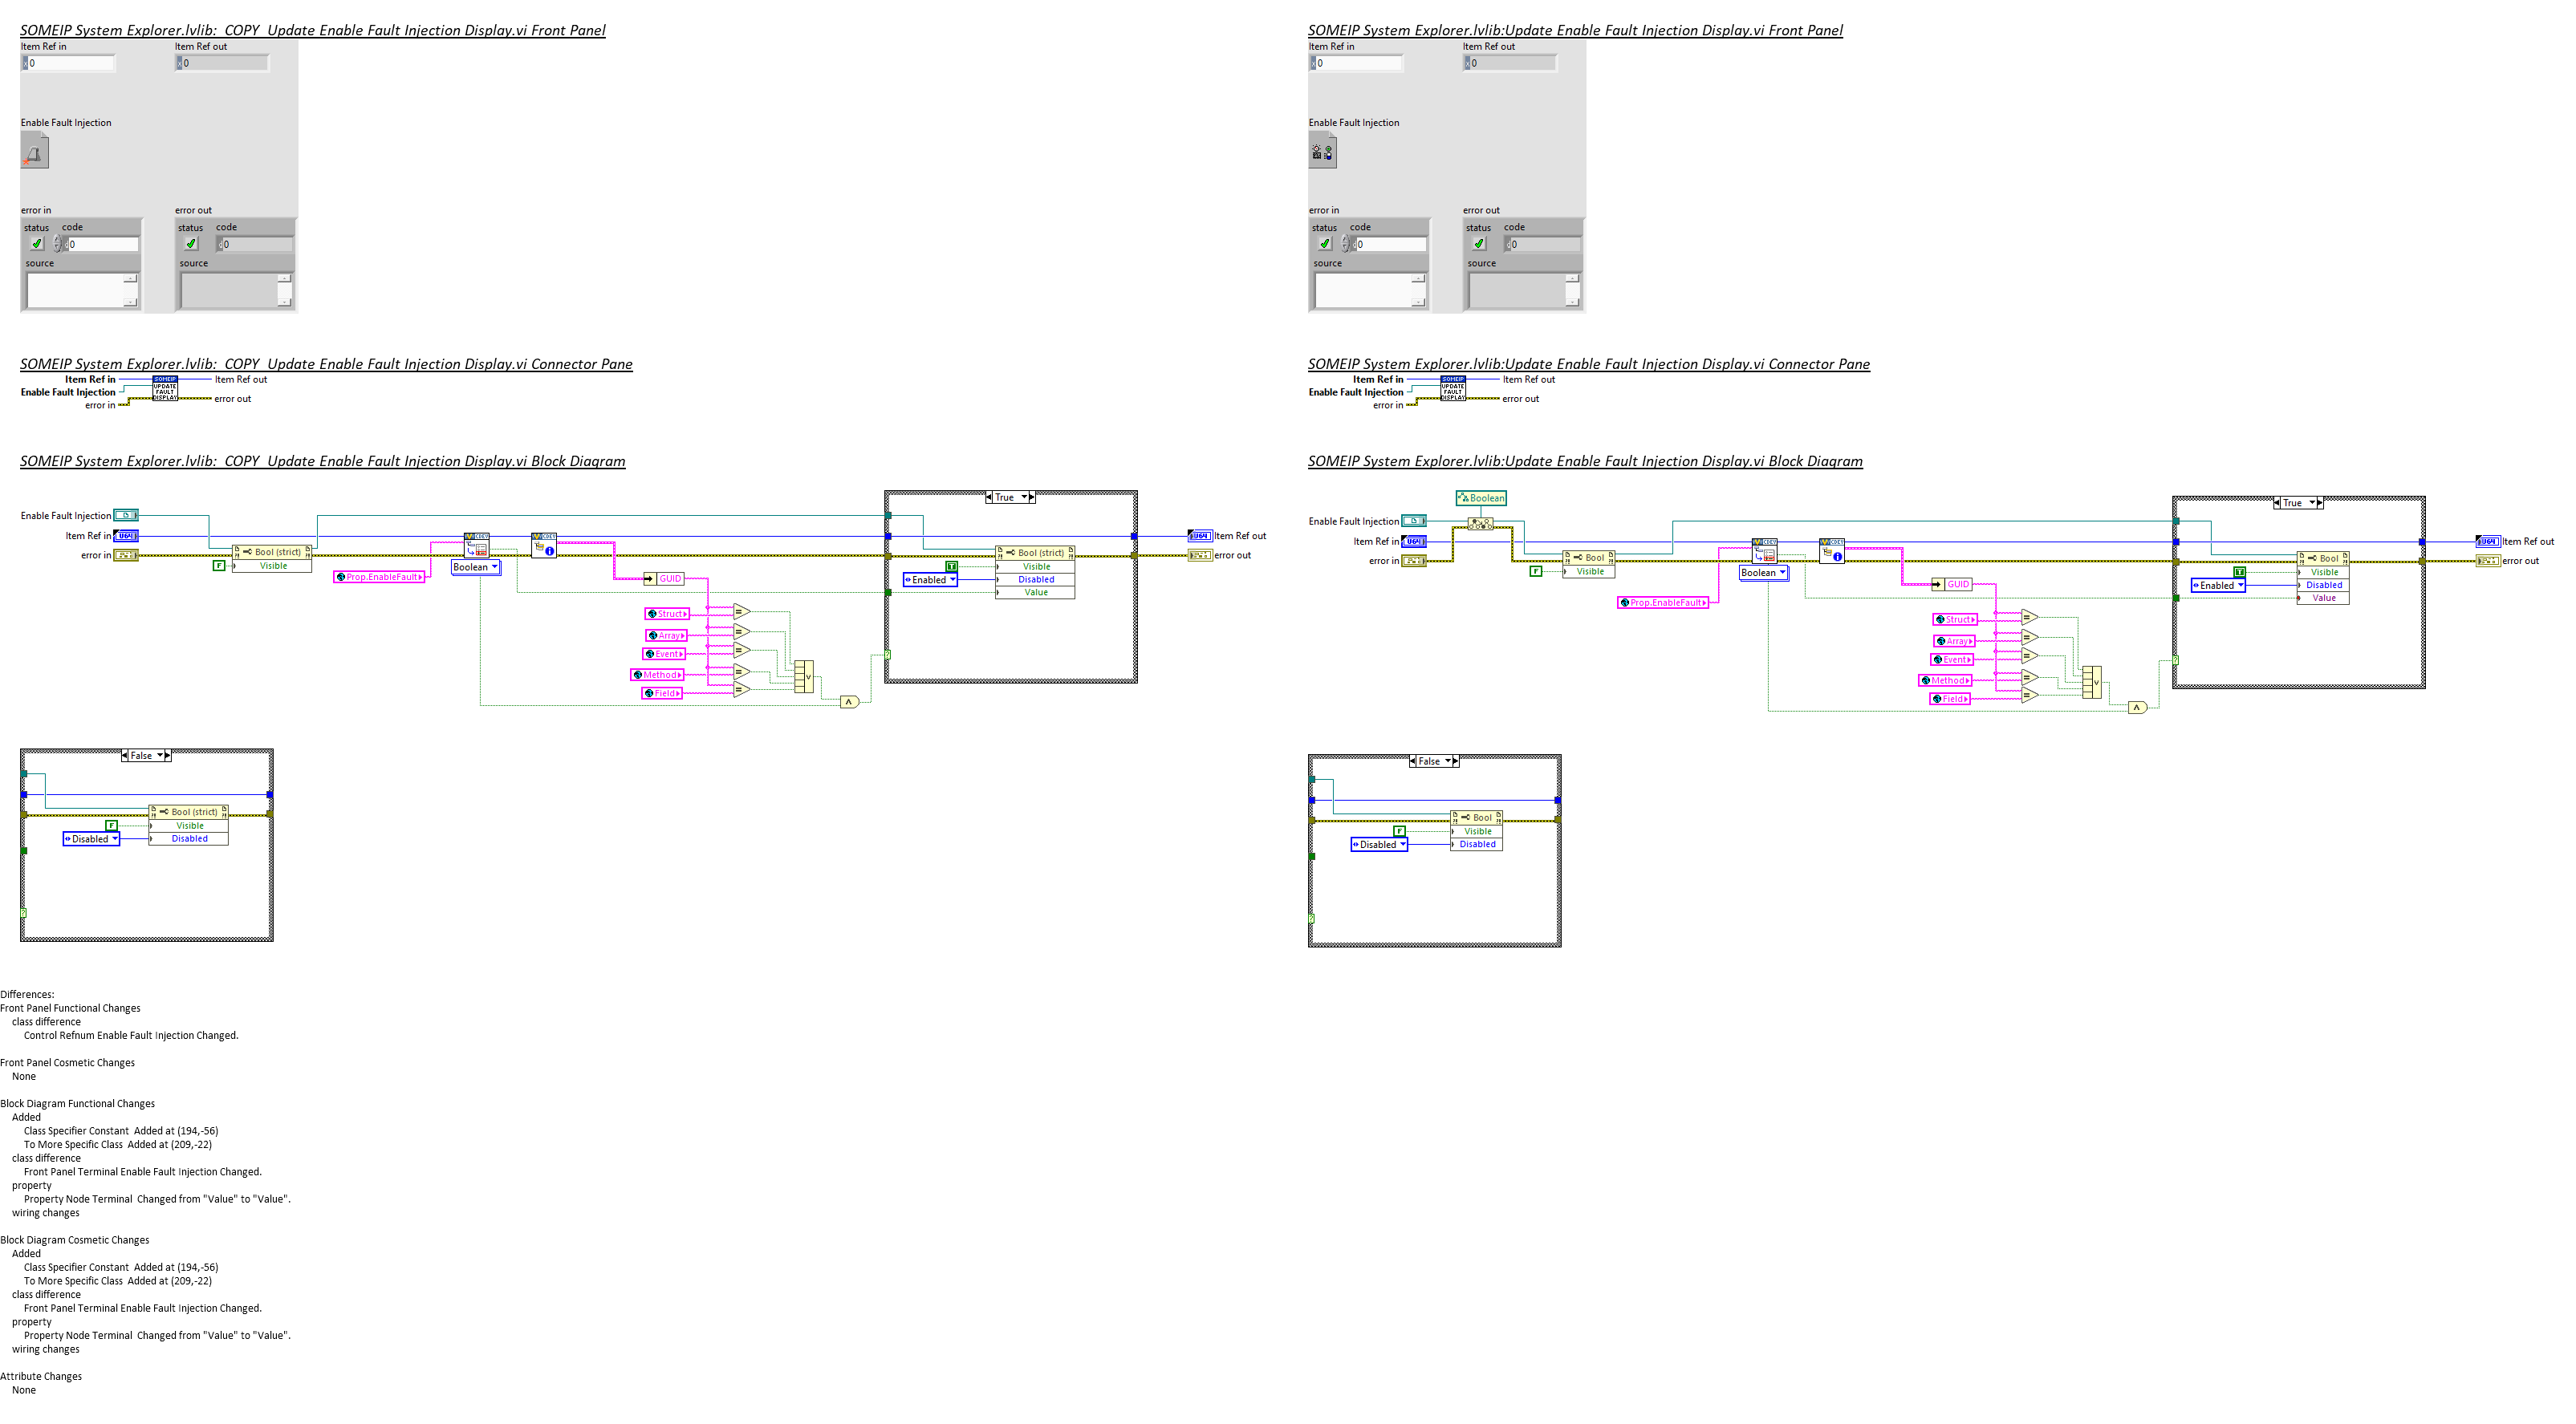 SOMEIP System Explorer.lvlib:  COPY  Update Enable Fault Injection Display.vi Front Panel
Item Ref in
Item Ref out
0
0
Enable Fault Injection
error in
error out
status
code
status
code
0
0
source
source
SOMEIP System Explorer.lvlib:  COPY  Update Enable Fault Injection Display.vi Connector Pane
Item Ref in
Item Ref out
Enable Fault Injection
error in
error out
SOMEIP
UPDATE
FAULT
DISPLAY
SOMEIP System Explorer.lvlib:  COPY  Update Enable Fault Injection Display.vi Block Diagram
Enable Fault Injection
Item Ref in
error in
U64
F
Bool (strict)
Visible
Prop.EnableFault
Boolean
GUID
Struct
Array
Event
Method
Field
True
Bool (strict)
T
Visible
Enabled
Disabled
Value
U64
Item Ref out
error out
False
Bool (strict)
F
Visible
Disabled
Disabled
SOMEIP System Explorer.lvlib:Update Enable Fault Injection Display.vi Front Panel
Item Ref in
Item Ref out
0
0
Enable Fault Injection
error in
error out
status
code
status
code
0
0
source
source
SOMEIP System Explorer.lvlib:Update Enable Fault Injection Display.vi Connector Pane
Item Ref in
Item Ref out
Enable Fault Injection
error in
error out
SOMEIP
UPDATE
FAULT
DISPLAY
SOMEIP System Explorer.lvlib:Update Enable Fault Injection Display.vi Block Diagram
Boolean
Enable Fault Injection
Item Ref in
error in
U64
F
Bool
Visible
Prop.EnableFault
Boolean
GUID
Struct
Array
Event
Method
Field
True
Bool
T
Visible
Enabled
Disabled
Value
U64
Item Ref out
error out
False
Bool
F
Visible
Disabled
Disabled
Differences:
Front Panel Functional Changes
class difference
Control Refnum Enable Fault Injection Changed.
Front Panel Cosmetic Changes
None
Block Diagram Functional Changes
Added
Class Specifier Constant  Added at (194,-56)
To More Specific Class  Added at (209,-22)
class difference
Front Panel Terminal Enable Fault Injection Changed.
property
Property Node Terminal  Changed from "Value" to "Value".
wiring changes
Block Diagram Cosmetic Changes
Added
Class Specifier Constant  Added at (194,-56)
To More Specific Class  Added at (209,-22)
class difference
Front Panel Terminal Enable Fault Injection Changed.
property
Property Node Terminal  Changed from "Value" to "Value".
wiring changes
Attribute Changes
None